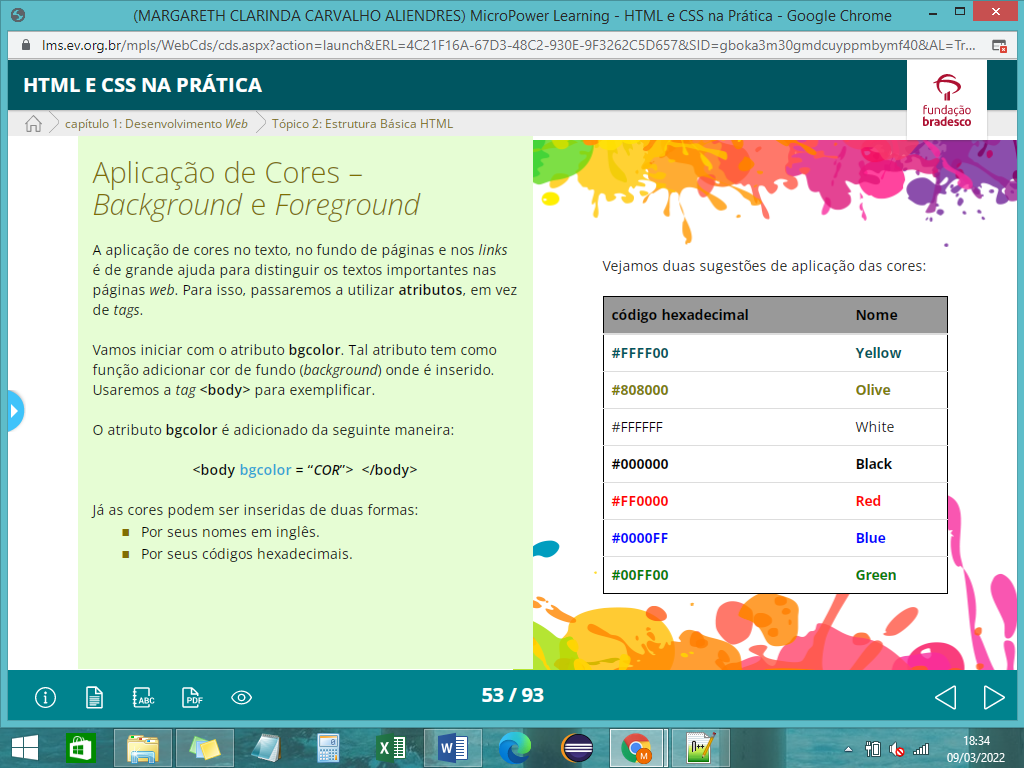 (MARGARETH CLARINDA CARVALHO ALIENDRES) MicroPower Learning - HTML e CSS na Prática - Google Chrome
lms.ev.org.br/mpls/WebCds/cds.aspx?action=launch&ERL=4C21F16A-67D3-48C2-930E-9F3262C5D657&SID=gboka3m30gmdcuyppmbymf40&AL=Tr...
HTML E CSS NA PRÁTICA
fundação
bradesco
capítulo 1: Desenvolvimento Web
Tópico 2: Estrutura Básica HTML
Aplicação de Cores –
Background e Foreground
A aplicação de cores no texto, no fundo de páginas e nos links
é de grande ajuda para distinguir os textos importantes nas
páginas web. Para isso, passaremos a utilizar atributos, em vez
de tags.
Vamos iniciar com o atributo bgcolor. Tal atributo tem como
função adicionar cor de fundo (background) onde é inserido.
Usaremos a tag <body> para exemplificar.
O atributo bgcolor é adicionado da seguinte maneira:
<body bgcolor = “COR”> </body>
Já as cores podem ser inseridas de duas formas:
Por seus nomes em inglês.
Por seus códigos hexadecimais.
Vejamos duas sugestões de aplicação das cores:
código hexadecimal Nome
#FFFF00 Yellow
#808000 Olive
#FFFFFF White
#000000 Black
#FF0000 Red
#0000FF Blue
#00FF00 Green
ABC
PDF
53 / 93
18:34
09/03/2022